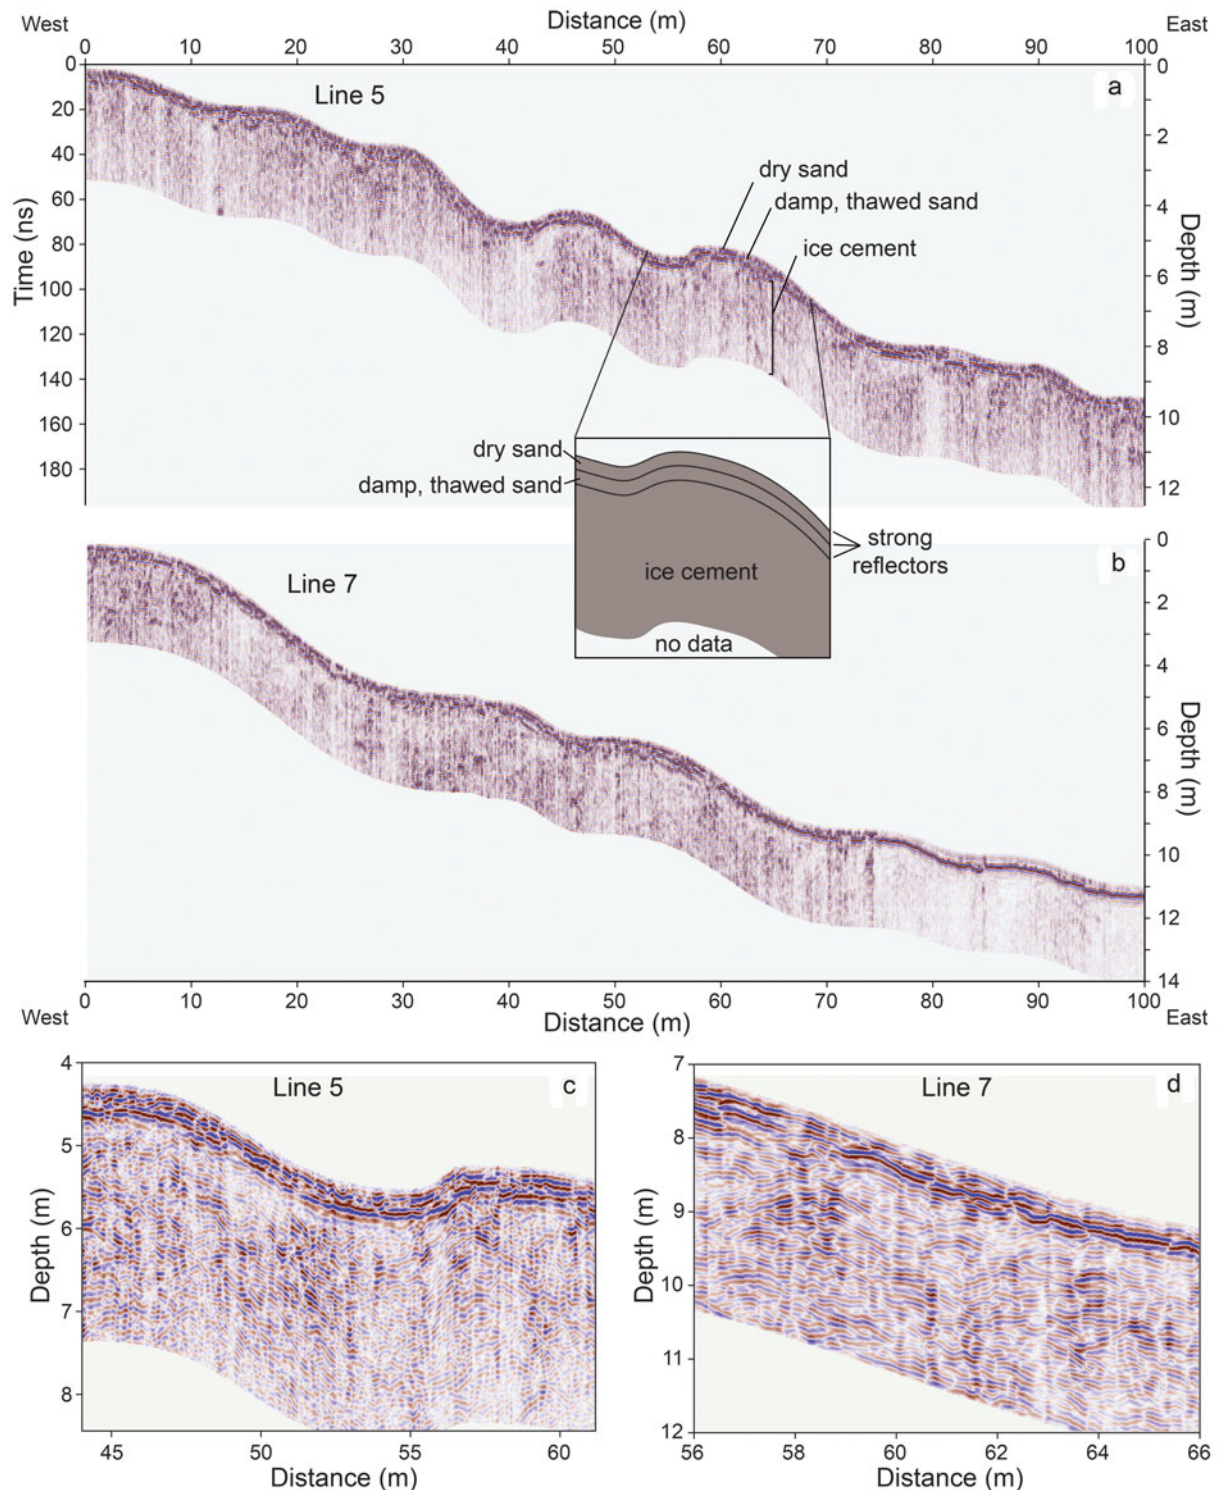 West
Distance (m)
East
0 10 20 30 40 50 60 70 80 90 100
0
20
40
60
80
100
120
140
160
180
Time (ns)
Line 5
a
dry sand
damp, thawed sand
ice cement
0
2
4
6
8
10
12
Depth (m)
dry sand
damp, thawed sand
ice cement
no data
strong
reflectors
Line 7
b
0
2
4
6
8
10
12
14
Depth (m)
0 10 20 30 40 50 60 70 80 90 100
West
Distance (m)
East
Line 5
c
4
5
6
7
8
Depth (m)
45 50 55 60
Distance (m)
Line 7
d
7
8
9
10
11
12
Depth (m)
56 58 60 62 64 66
Distance (m)